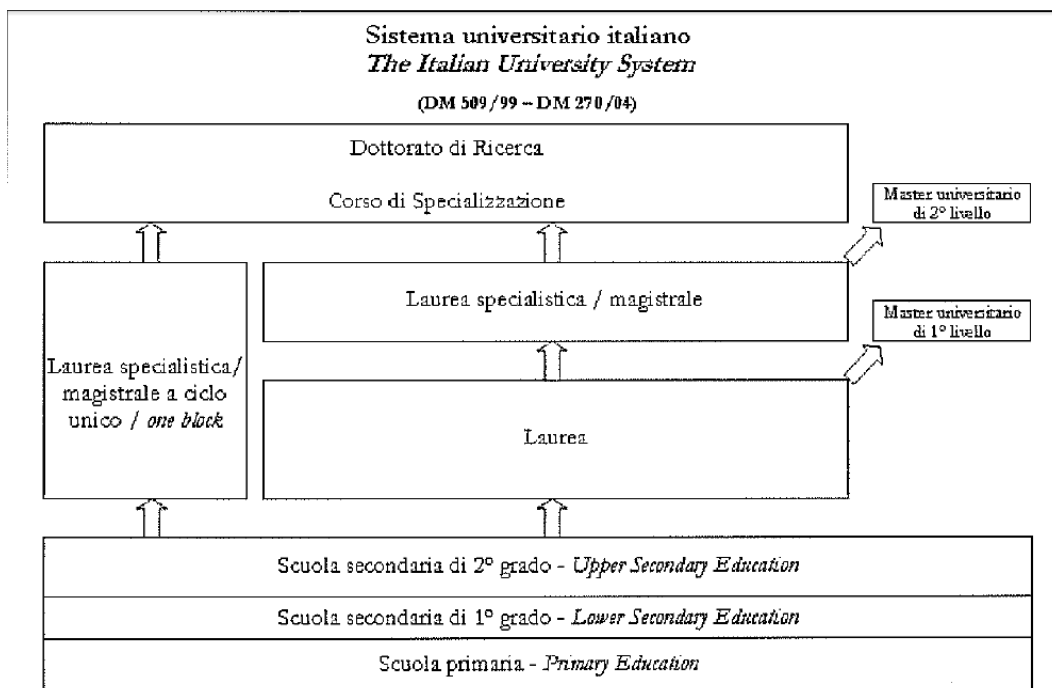 Sistema universitario italiano
The Italian University System
(DM 509/99 – DM 270/04)
Dottorato di Ricerca
Corso di Specializzazione
Master universitario
di 2° livello
Laurea specialistica / magistrale
Master universitario
di 1° livello
Laurea specialistica/
magistrale a ciclo
unico / one block
Laurea
Scuola secondaria di 2° grado - Upper Secondary Education
Scuola secondaria di 1° grado - Lower Secondary Education
Scuola primaria - Primary Education